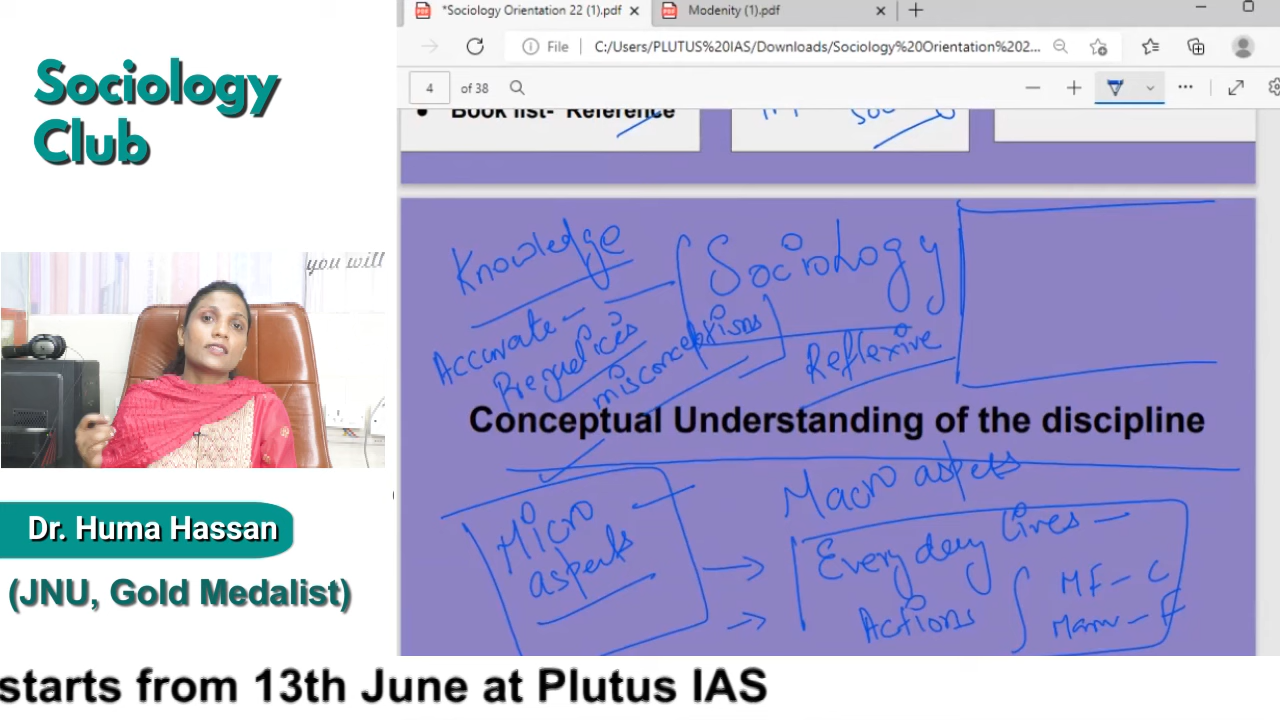 Sociology
Club
you will
Dr. Huma Hassan
(JNU, Gold Medalist)
starts from 13th June at Plutus IAS
*Sociology Orientation 22 (1).pdf
Modenity (1).pdf
File
C:/Users/PLUTUS%20IAS/Downloads/Sociology%20Orientation%202...
4 of 38
• Book list- Reference
Knowledge
Sociology
Accurate -
Prejudices
misconceptions
Reflexive
Conceptual Understanding of the discipline
Macro aspets
Micro
aspects
Everyday lives -
Actions
MF - C